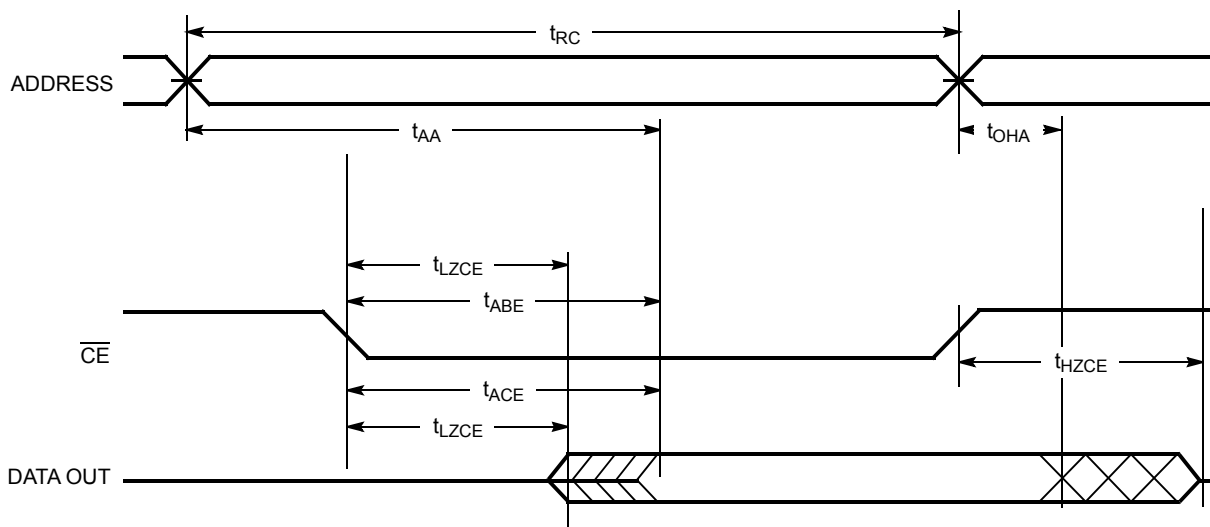 tRC
ADDRESS
tAA
tOHA
tLZCE
tABE
CE
tHZCE
tACE
tLZCE
DATA OUT